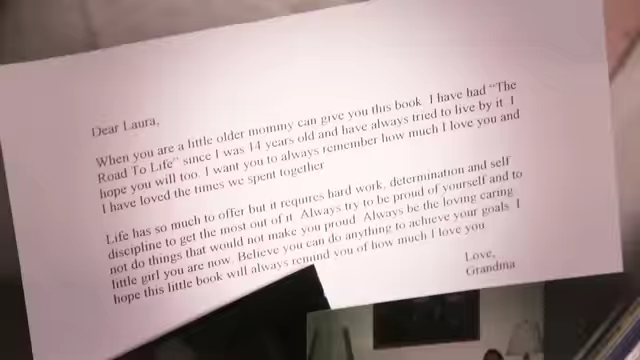 Dear Laura,
When you are a little older mommy can give you this book. I have had "The
Road To Life" since I was 14 years old and have always tried to live by it. I
hope you will too. I want you to always remember how much I love you and
I have loved the times we spent together
Life has so much to offer but it requires hard work, determination and self
discipline to get the most out of it. Always try to be proud of yourself and to
not do things that would not make you proud. Always be the loving caring
little girl you are now. Believe you can do anything to achieve your goals. I
hope this little book will always remind you of how much I love you
Love,
Grandma